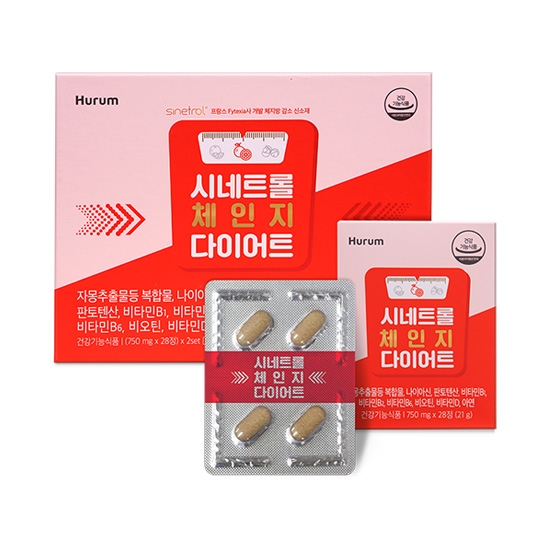 Hurum
sinetrol® 프랑스 Fytexia사 개발 체지방 감소 신소재
건강
기능식품
시네트롤
체인지
다이어트
자몽추출물등 복합물, 나이아
판토텐산, 비타민B1, 비타민
비타민B6, 비오틴, 비타민D
건강기능식품 | (750 mg x 28정) x 2set
Hurum
건강
기능식품
시네트롤
체인지
다이어트
자몽추출물등 복합물, 나이아신, 판토텐산, 비타민B1,
비타민B2, 비타민B6, 비오틴, 비타민D, 아연
건강기능식품 | 750 mg x 28정 (21 g)
시네트롤
체인지
다이어트